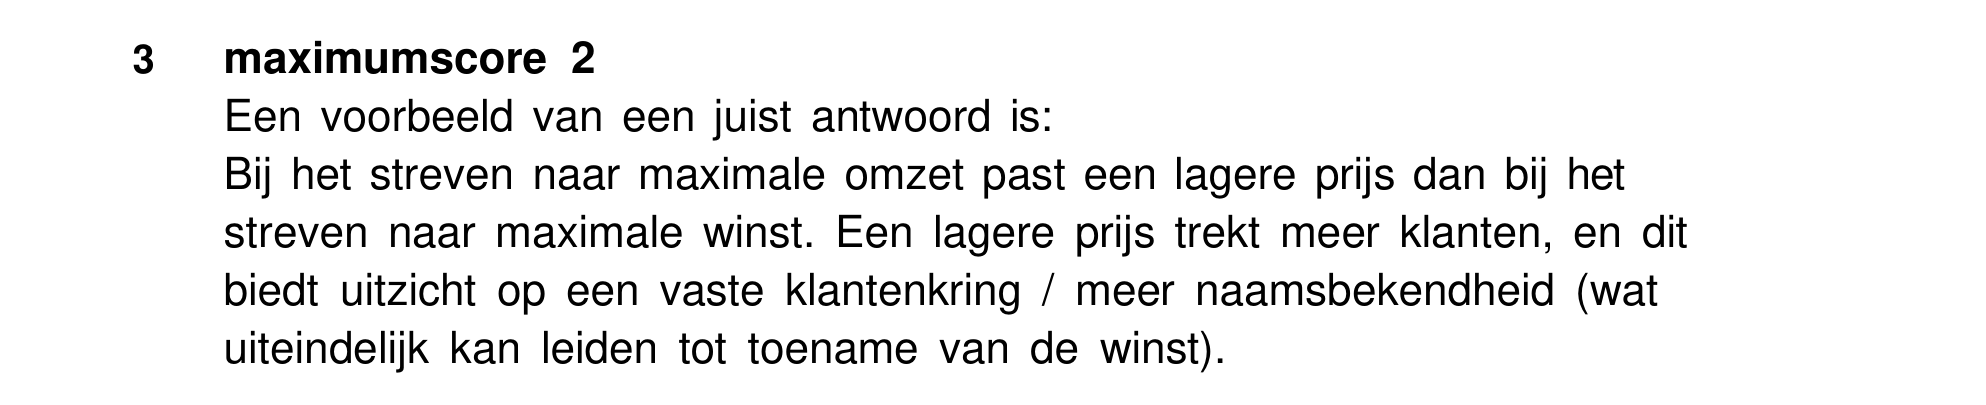 3 maximumscore 2
Een voorbeeld van een juist antwoord is:
Bij het streven naar maximale omzet past een lagere prijs dan bij het
streven naar maximale winst. Een lagere prijs trekt meer klanten, en dit
biedt uitzicht op een vaste klantenkring / meer naamsbekendheid (wat
uiteindelijk kan leiden tot toename van de winst).